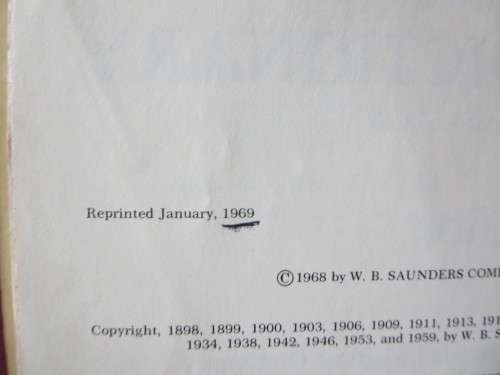 Reprinted January, 1969
© 1968 by W. B. SAUNDERS
Copyright, 1898, 1899, 1900, 1903, 1906, 1909, 1911, 1913,
1934, 1938, 1942, 1946, 1953, and 1959, by W. B.